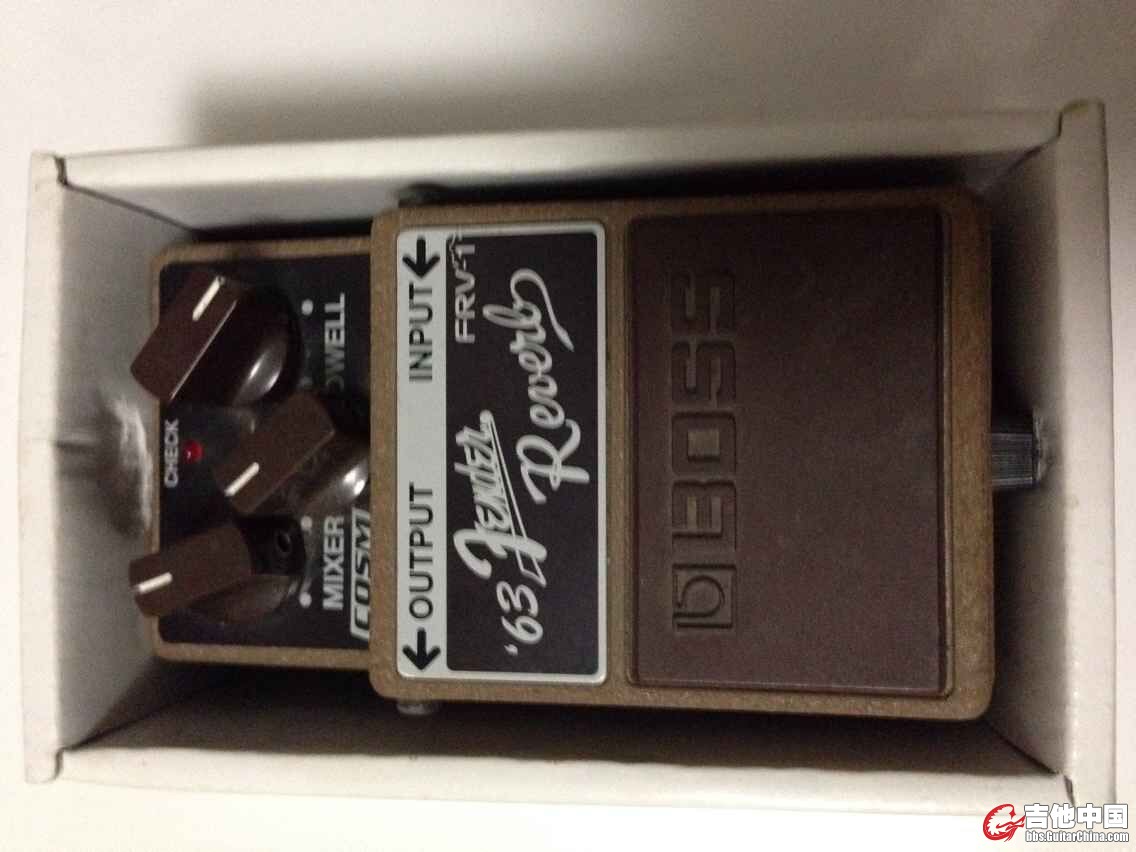 CHECK
MIXER
DWELL
COSM
←OUTPUT INPUT←
FRV-1
'63 Fender
Reverb
BOSS
吉他中国
bbs.GuitarChina.com